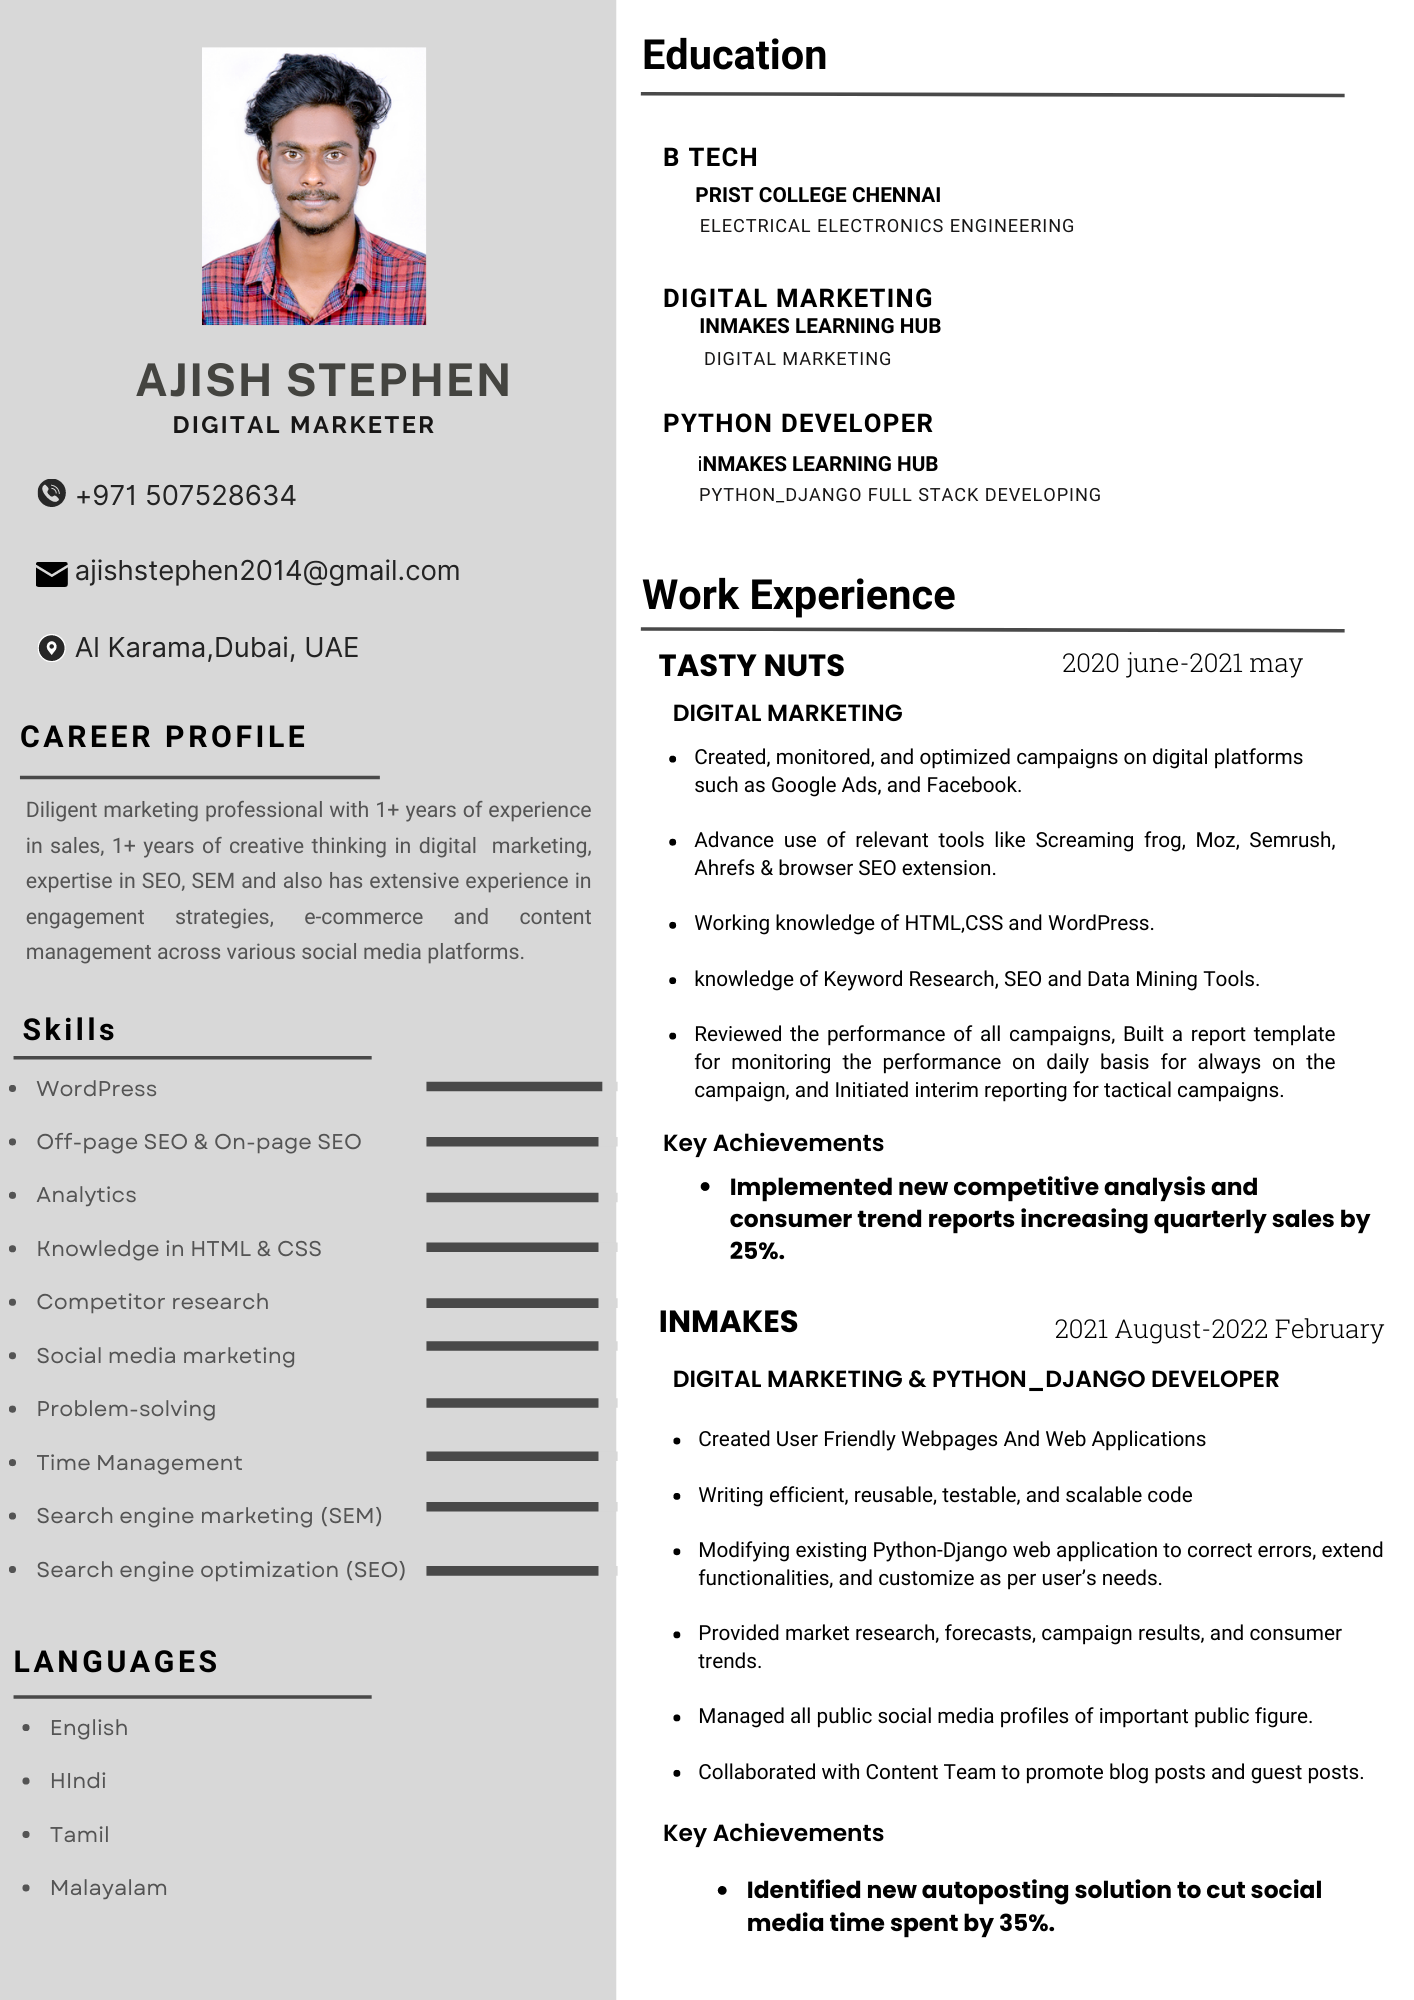 AJISH STEPHEN
DIGITAL MARKETER
+971 507528634
ajishstephen2014@gmail.com
Al Karama,Dubai, UAE
CAREER PROFILE
Diligent marketing professional with 1+ years of experience
in sales, 1+ years of creative thinking in digital marketing,
expertise in SEO, SEM and also has extensive experience in
engagement strategies, e-commerce and content
management across various social media platforms.
Skills
• WordPress
• Off-page SEO & On-page SEO
• Analytics
• Knowledge in HTML & CSS
• Competitor research
• Social media marketing
• Problem-solving
• Time Management
• Search engine marketing (SEM)
• Search engine optimization (SEO)
LANGUAGES
• English
• HIndi
• Tamil
• Malayalam
Education
B TECH
PRIST COLLEGE CHENNAI
ELECTRICAL ELECTRONICS ENGINEERING
DIGITAL MARKETING
INMAKES LEARNING HUB
DIGITAL MARKETING
PYTHON DEVELOPER
iNMAKES LEARNING HUB
PYTHON_DJANGO FULL STACK DEVELOPING
Work Experience
TASTY NUTS
2020 june-2021 may
DIGITAL MARKETING
• Created, monitored, and optimized campaigns on digital platforms
such as Google Ads, and Facebook.
• Advance use of relevant tools like Screaming frog, Moz, Semrush,
Ahrefs & browser SEO extension.
• Working knowledge of HTML,CSS and WordPress.
• knowledge of Keyword Research, SEO and Data Mining Tools.
• Reviewed the performance of all campaigns, Built a report template
for monitoring the performance on daily basis for always on the
campaign, and Initiated interim reporting for tactical campaigns.
Key Achievements
• Implemented new competitive analysis and
consumer trend reports increasing quarterly sales by
25%.
INMAKES
2021 August-2022 February
DIGITAL MARKETING & PYTHON_DJANGO DEVELOPER
• Created User Friendly Webpages And Web Applications
• Writing efficient, reusable, testable, and scalable code
• Modifying existing Python-Django web application to correct errors, extend
functionalities, and customize as per user’s needs.
• Provided market research, forecasts, campaign results, and consumer
trends.
• Managed all public social media profiles of important public figure.
• Collaborated with Content Team to promote blog posts and guest posts.
Key Achievements
• Identified new autoposting solution to cut social
media time spent by 35%.